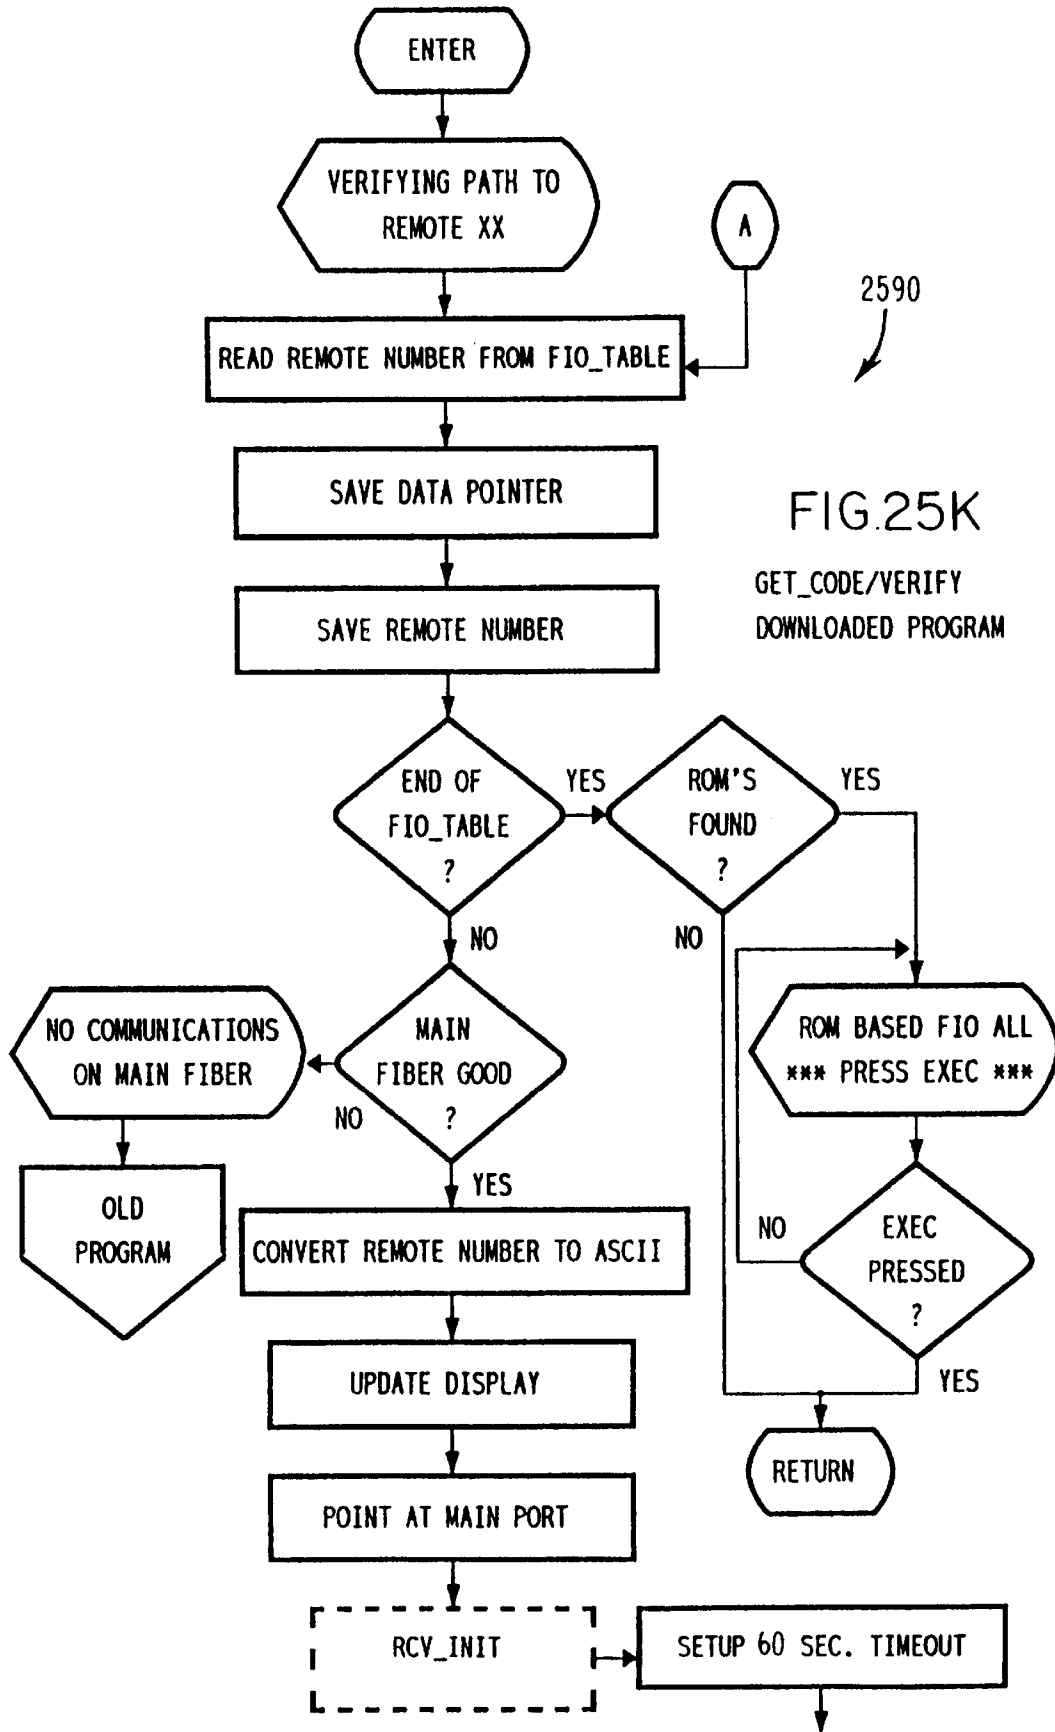 ENTER
VERIFYING PATH TO
REMOTE XX
A
2590
READ REMOTE NUMBER FROM FIO_TABLE
SAVE DATA POINTER
FIG.25K
GET_CODE/VERIFY
DOWNLOADED PROGRAM
SAVE REMOTE NUMBER
END OF
FIO_TABLE
?
YES
ROM'S
FOUND
?
YES
NO
NO
NO COMMUNICATIONS
ON MAIN FIBER
MAIN
FIBER GOOD
?
NO
ROM BASED FIO ALL
*** PRESS EXEC ***
OLD
PROGRAM
YES
NO
EXEC
PRESSED
?
CONVERT REMOTE NUMBER TO ASCII
UPDATE DISPLAY
YES
RETURN
POINT AT MAIN PORT
RCV_INIT
SETUP 60 SEC. TIMEOUT